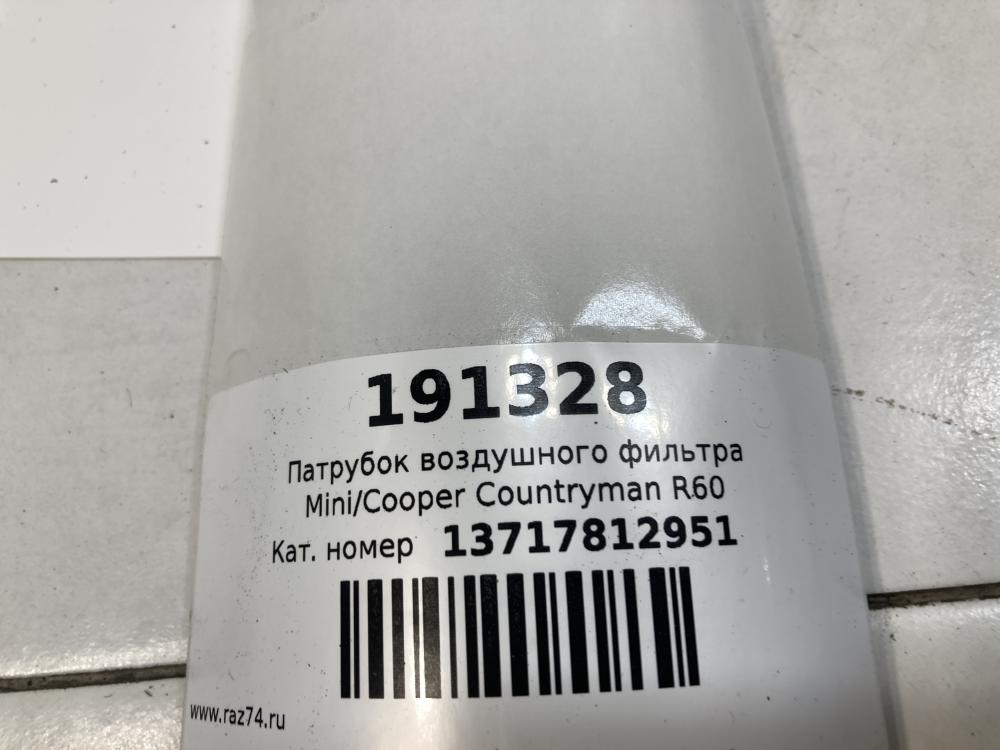 191328
Патрубок воздушного фильтра
Mini/Cooper Countryman R60
Кат. номер 13717812951
www.raz74.ru